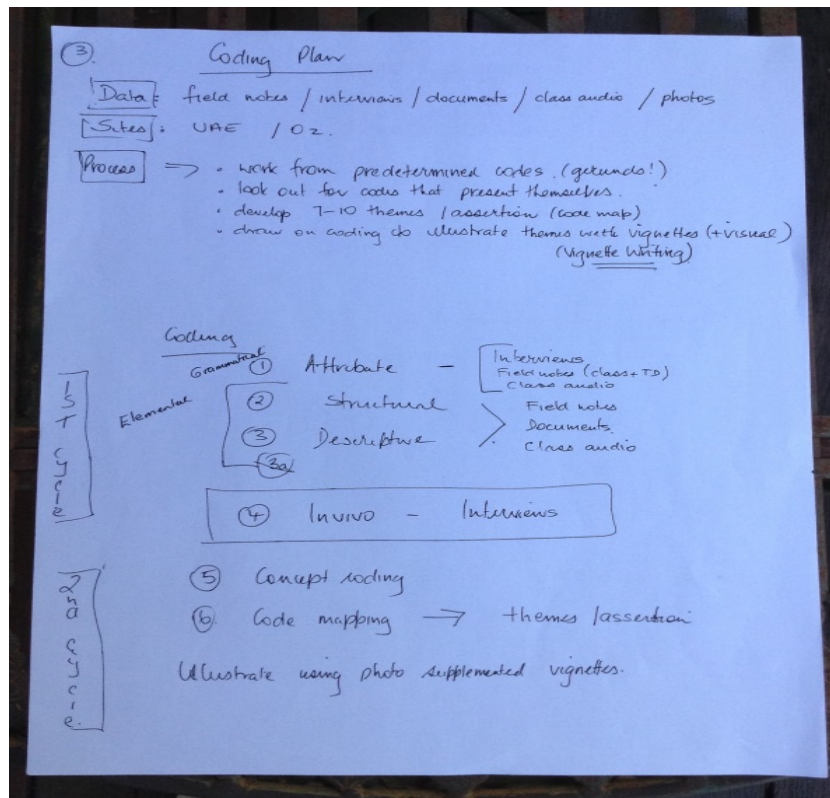 3.
Coding Plan
Data: field notes / interviews / documents / class audio / photos
Sites: UAE / Oz.
Process ⇒ • work from predetermined codes. (gerunds!)
• look out for codes that present themselves.
• develop 7-10 themes / assertion (code map)
• draw on coding to illustrate themes with vignettes (+visual)
(Vignette Writing)
Coding
Grammatical 1 Attribute - Interviews
Field notes (class + TD)
Class audio
Elemental 2 Structural Field notes
3 Descriptive Documents.
3a Class audio
4 Invivo - Interviews
1ST cycle
5 Concept coding
6. Code mapping → themes / assertion
Illustrate using photo supplemented vignettes.
2nd cycle.